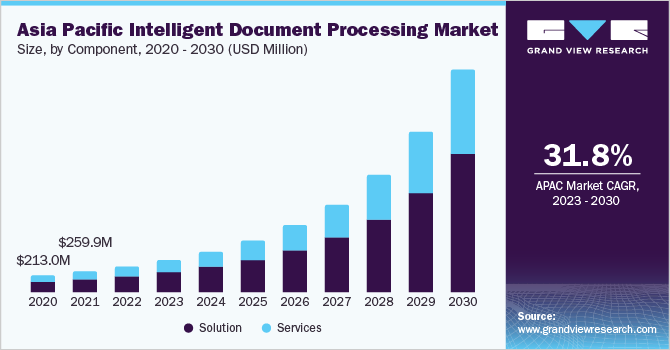 Asia Pacific Intelligent Document Processing Market
Size, by Component, 2020 - 2030 (USD Million)
$213.0M
$259.9M
2020 2021 2022 2023 2024 2025 2026 2027 2028 2029 2030
Solution Services
GRAND VIEW RESEARCH
31.8%
APAC Market CAGR,
2023 - 2030
Source:
www.grandviewresearch.com